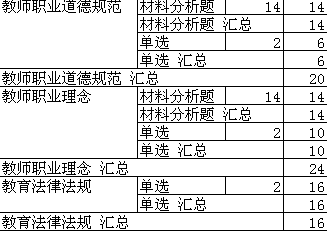 教师职业道德规范 材料分析题 14 14
材料分析题 汇总 14
单选 2 6
单选 汇总 6
教师职业道德规范 汇总 20
教师职业理念 材料分析题 14 14
材料分析题 汇总 14
单选 2 10
单选 汇总 10
教师职业理念 汇总 24
教育法律法规 单选 2 16
单选 汇总 16
教育法律法规 汇总 16